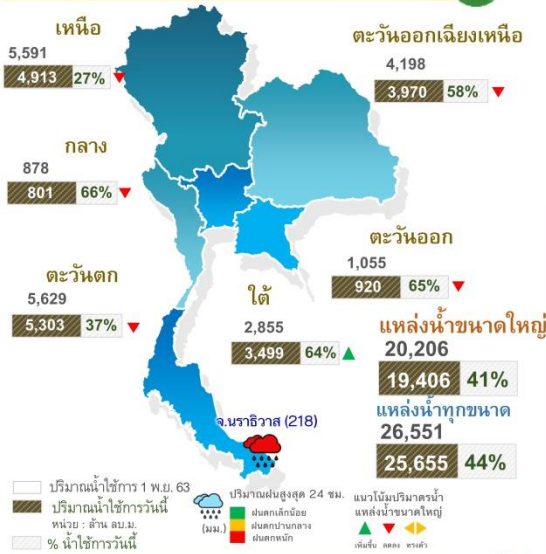 เหนือ
5,591
4,913 27%
ตะวันออกเฉียงเหนือ
4,198
3,970 58%
กลาง
878
801 66%
ตะวันออก
1,055
920 65%
ตะวันตก
5,629
5,303 37%
ใต้
2,855
3,499 64%
แหล่งน้ำขนาดใหญ่
20,206
19,406 41%
แหล่งน้ำทุกขนาด
26,551
25,655 44%
จ.นราธิวาส (218)
ปริมาณน้ำใช้การ 1 พ.ย. 63
ปริมาณน้ำใช้การวันนี้
หน่วย : ล้าน ลบ.ม.
% น้ำใช้การวันนี้
ปริมาณฝนสูงสุด 24 ชม.
(มม.)
ฝนตกเล็กน้อย
ฝนตกปานกลาง
ฝนตกหนัก
แนวโน้มปริมาตรน้ำ
แหล่งน้ำขนาดใหญ่
เพิ่มขึ้น ลดลง ทรงตัว